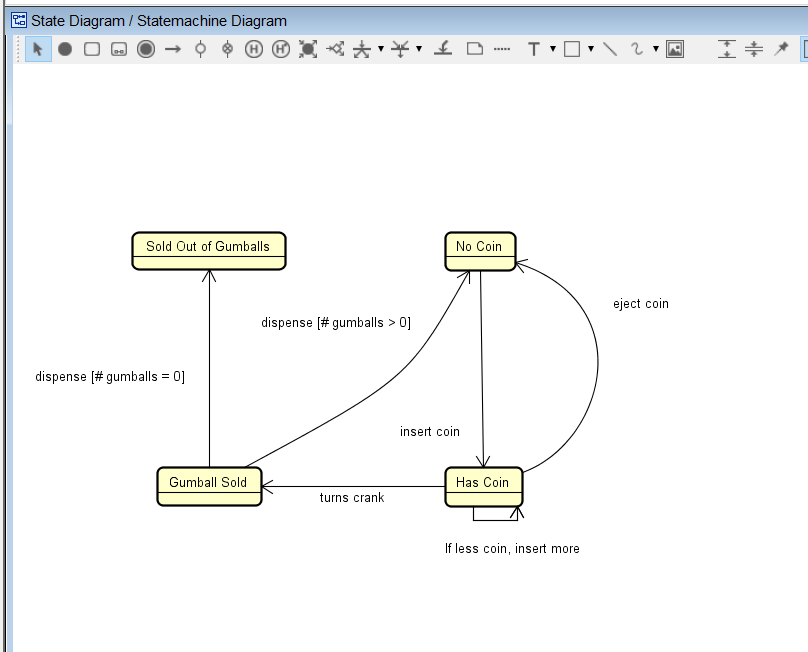 State Diagram / Statemachine Diagram
H H* T
Sold Out of Gumballs
No Coin
eject coin
dispense [# gumballs > 0]
dispense [# gumballs = 0]
insert coin
Gumball Sold
Has Coin
turns crank
If less coin, insert more